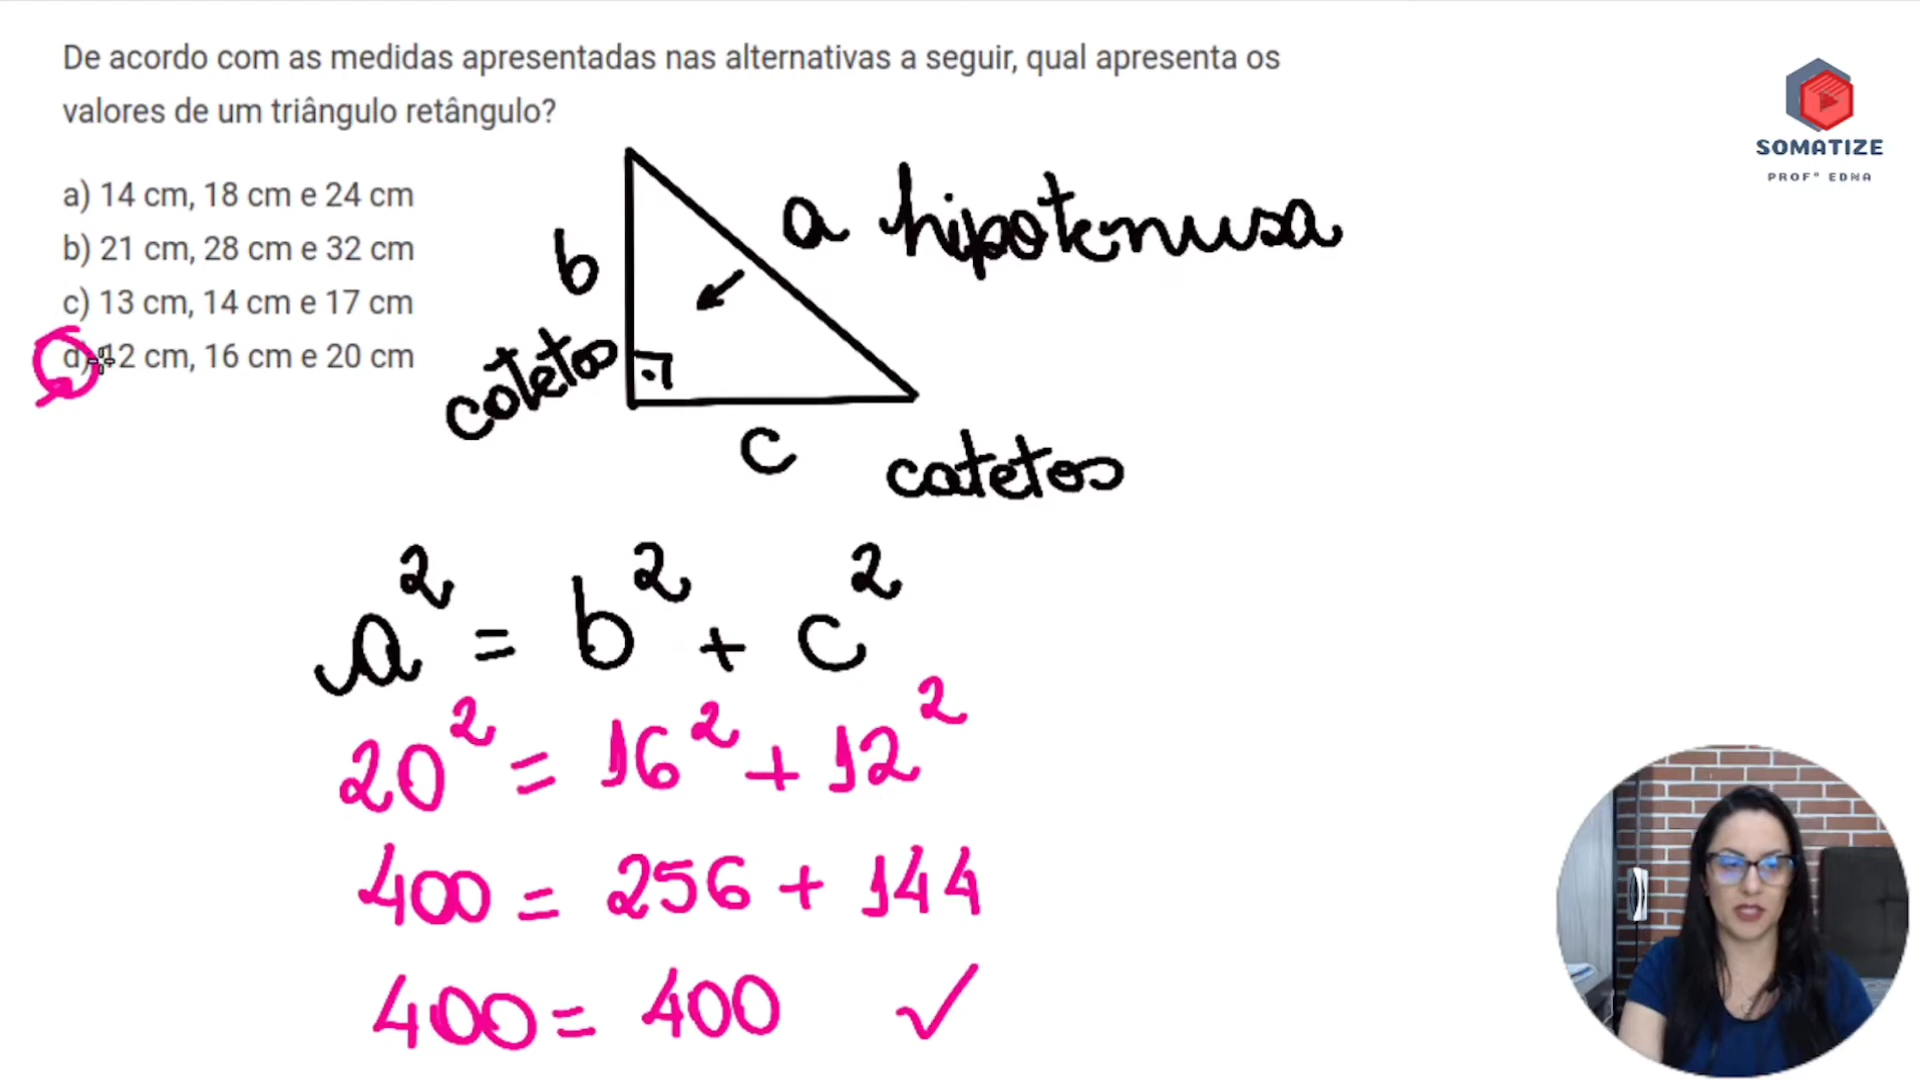 De acordo com as medidas apresentadas nas alternativas a seguir, qual apresenta os
valores de um triângulo retângulo?
a) 14 cm, 18 cm e 24 cm
b) 21 cm, 28 cm e 32 cm
c) 13 cm, 14 cm e 17 cm
d) 12 cm, 16 cm e 20 cm
SOMATIZE
PROFª EDNA
a hipotenusa
b
catetos
c
catetos
a² = b² + c²
20² = 16² + 12²
400 = 256 + 144
400 = 400 ✓